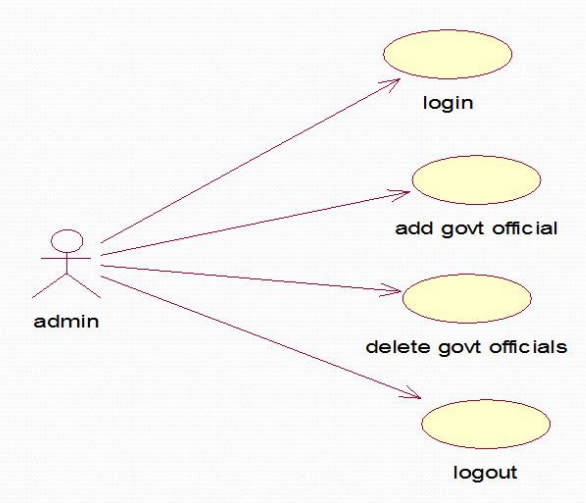 login
add govt official
admin
delete govt officials
logout